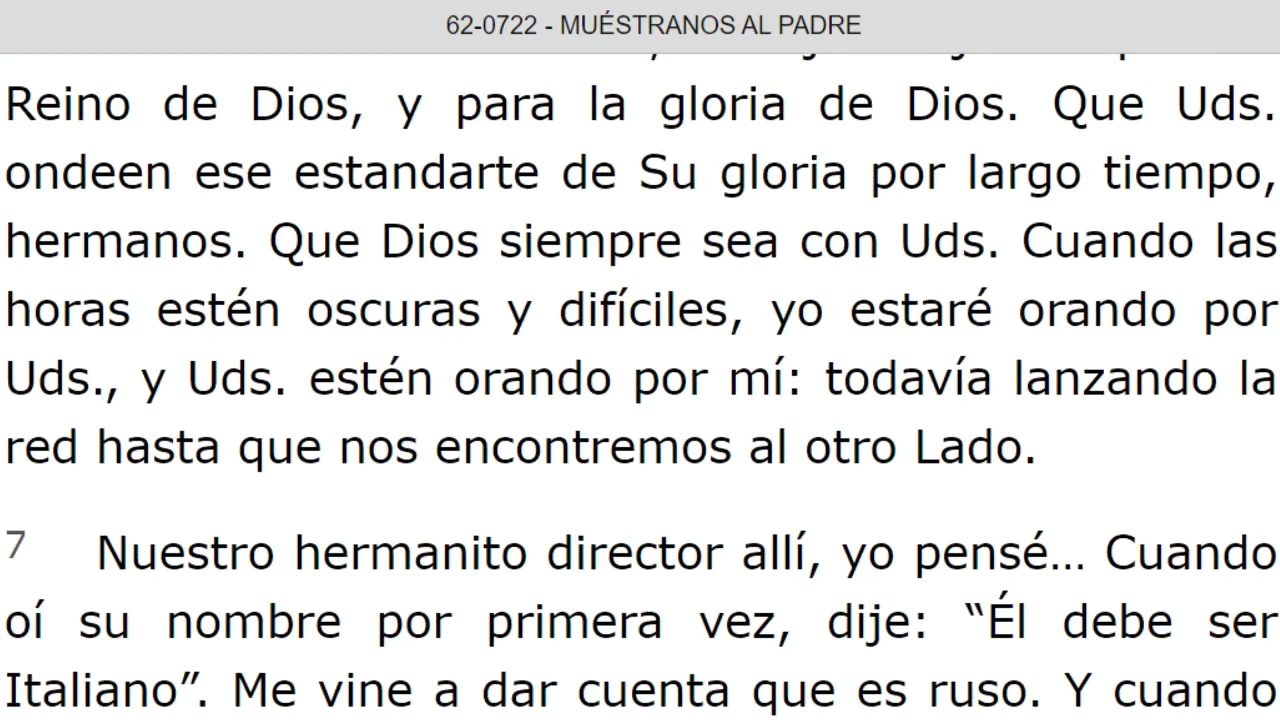 62-0722 - MUÉSTRANOS AL PADRE
Reino de Dios, y para la gloria de Dios. Que Uds.
ondeen ese estandarte de Su gloria por largo tiempo,
hermanos. Que Dios siempre sea con Uds. Cuando las
horas estén oscuras y difíciles, yo estaré orando por
Uds., y Uds. estén orando por mí: todavía lanzando la
red hasta que nos encontremos al otro Lado.
7 Nuestro hermanito director allí, yo pensé… Cuando
oí su nombre por primera vez, dije: “Él debe ser
Italiano”. Me vine a dar cuenta que es ruso. Y cuando